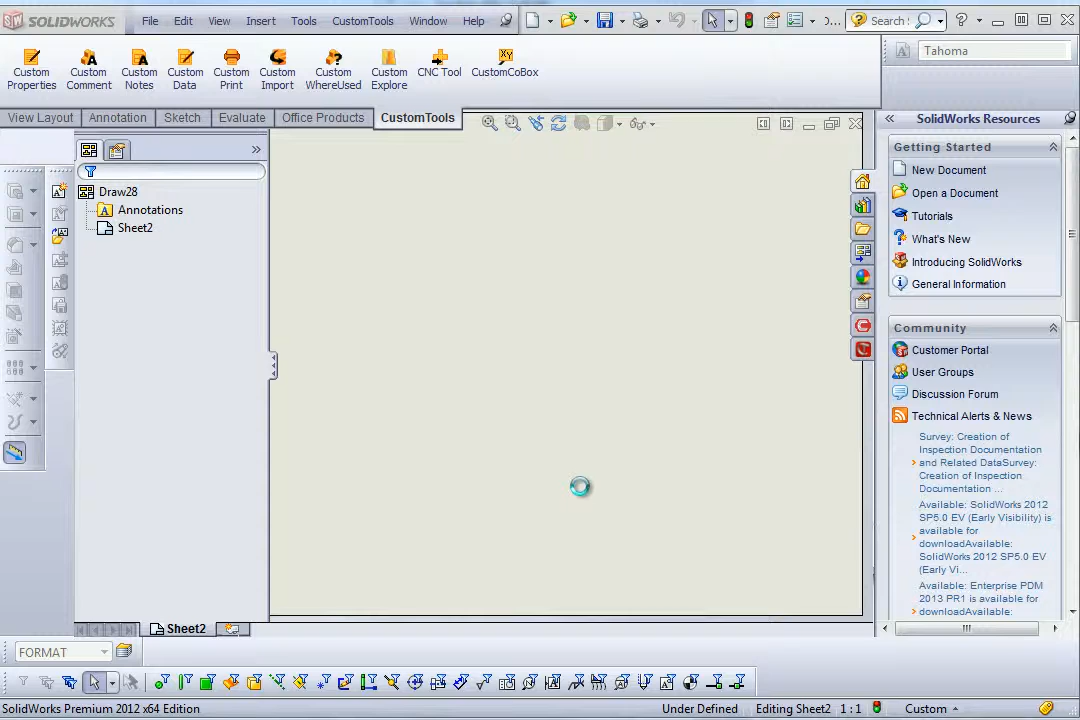 SOLIDWORKS File Edit View Insert Tools CustomTools Window Help Search
Custom Properties
Custom Comment
Custom Notes
Custom Data
Custom Print
Custom Import
Custom WhereUsed
Custom Explore
CNC Tool
CustomCoBox
Tahoma
View Layout Annotation Sketch Evaluate Office Products CustomTools
SolidWorks Resources
Draw28
Annotations
Sheet2
Getting Started
New Document
Open a Document
Tutorials
What's New
Introducing SolidWorks
General Information
Community
Customer Portal
User Groups
Discussion Forum
Technical Alerts & News
Survey: Creation of
Inspection Documentation
and Related DataSurvey:
Creation of Inspection
Documentation ...
Available: SolidWorks 2012
SP5.0 EV (Early Visibility) is
available for
downloadAvailable:
SolidWorks 2012 SP5.0 EV
(Early Vi...
Available: Enterprise PDM
2013 PR1 is available for
downloadAvailable:
Sheet2
FORMAT
SolidWorks Premium 2012 x64 Edition Under Defined Editing Sheet2 1 : 1 Custom